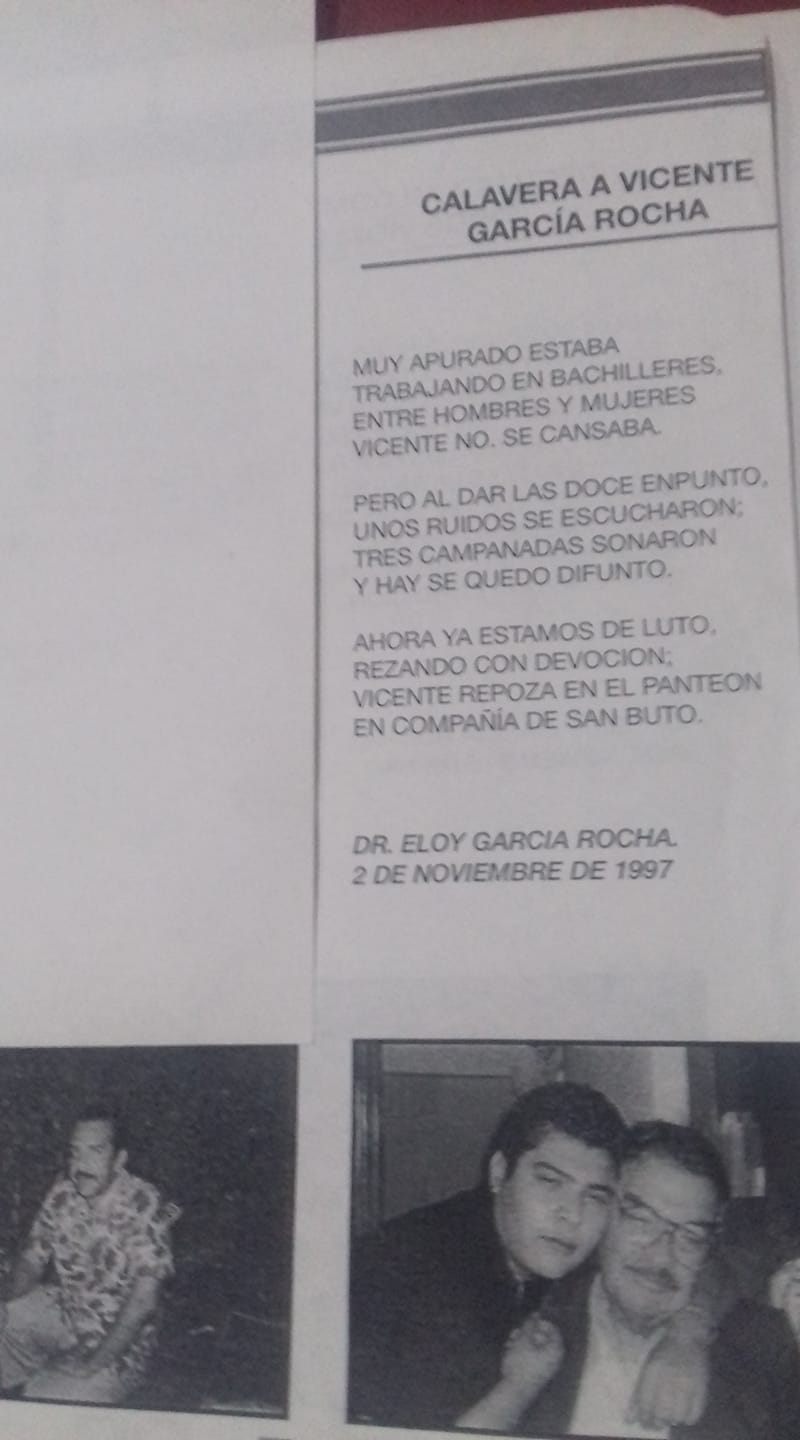 CALAVERA A VICENTE
GARCÍA ROCHA
MUY APURADO ESTABA
TRABAJANDO EN BACHILLERES,
ENTRE HOMBRES Y MUJERES
VICENTE NO. SE CANSABA.
PERO AL DAR LAS DOCE ENPUNTO,
UNOS RUIDOS SE ESCUCHARON;
TRES CAMPANADAS SONARON
Y HAY SE QUEDO DIFUNTO.
AHORA YA ESTAMOS DE LUTO,
REZANDO CON DEVOCION;
VICENTE REPOZA EN EL PANTEON
EN COMPAÑÍA DE SAN BUTO.
DR. ELOY GARCIA ROCHA.
2 DE NOVIEMBRE DE 1997